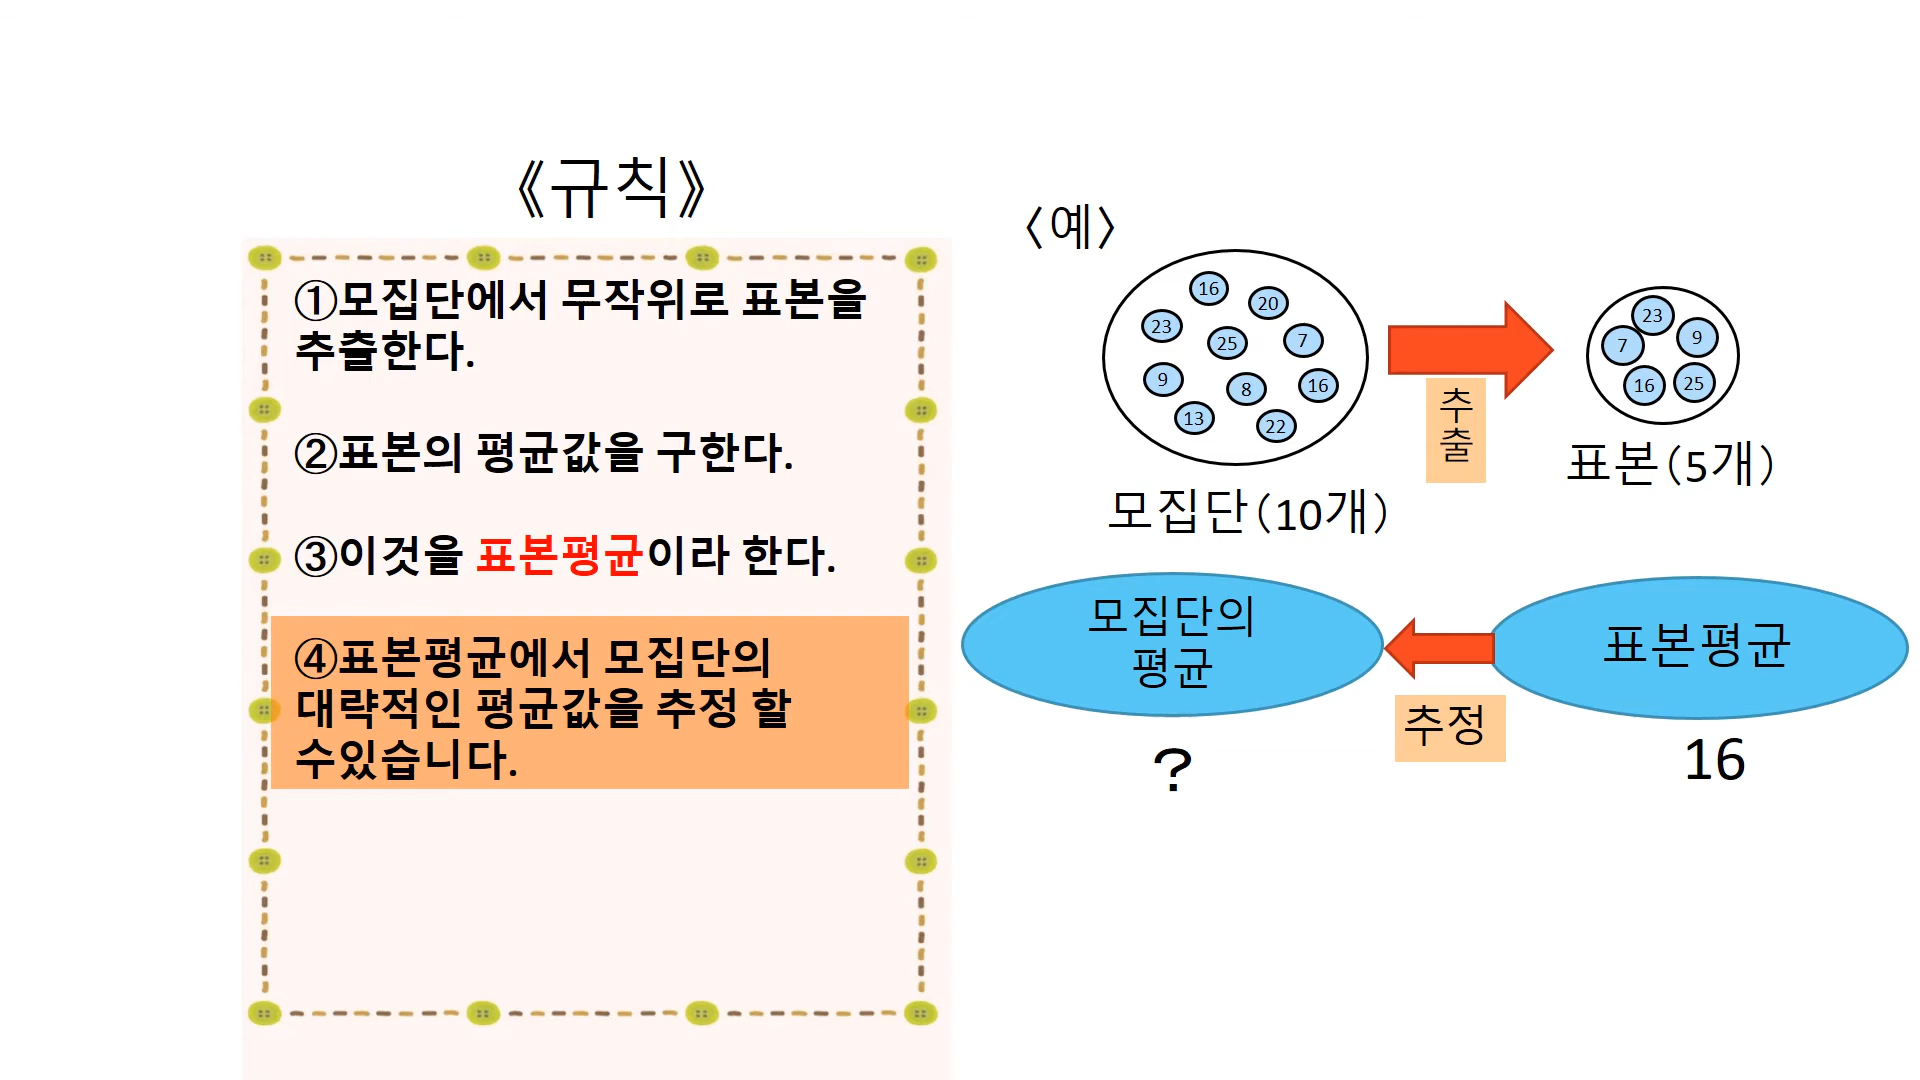 《규칙》
①모집단에서 무작위로 표본을
추출한다.
②표본의 평균값을 구한다.
③이것을 표본평균이라 한다.
④표본평균에서 모집단의
대략적인 평균값을 추정 할
수있습니다.
〈예〉
16
20
23
25
7
9
8
16
13
22
모집단(10개)
추
출
23
7
9
16
25
표본(5개)
모집단의
평균
?
추정
표본평균
16